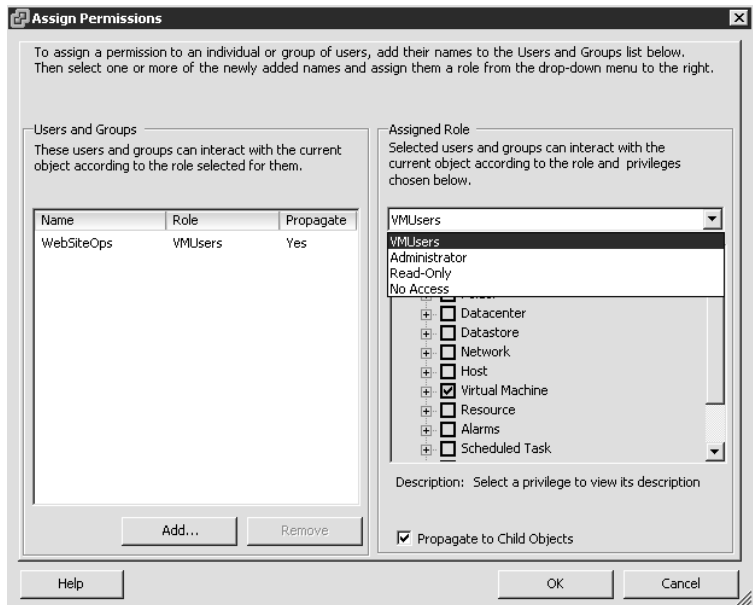 Assign Permissions
To assign a permission to an individual or group of users, add their names to the Users and Groups list below.
Then select one or more of the newly added names and assign them a role from the drop-down menu to the right.
Users and Groups
These users and groups can interact with the current
object according to the role selected for them.
Name Role Propagate
WebSiteOps VMUsers Yes
Add...
Remove
Assigned Role
Selected users and groups can interact with the
current object according to the role and privileges
chosen below.
VMUsers
VMUsers
Administrator
Read-Only
No Access
Datacenter
Datastore
Network
Host
Virtual Machine
Resource
Alarms
Scheduled Task
Description: Select a privilege to view its description
Propagate to Child Objects
Help
OK
Cancel